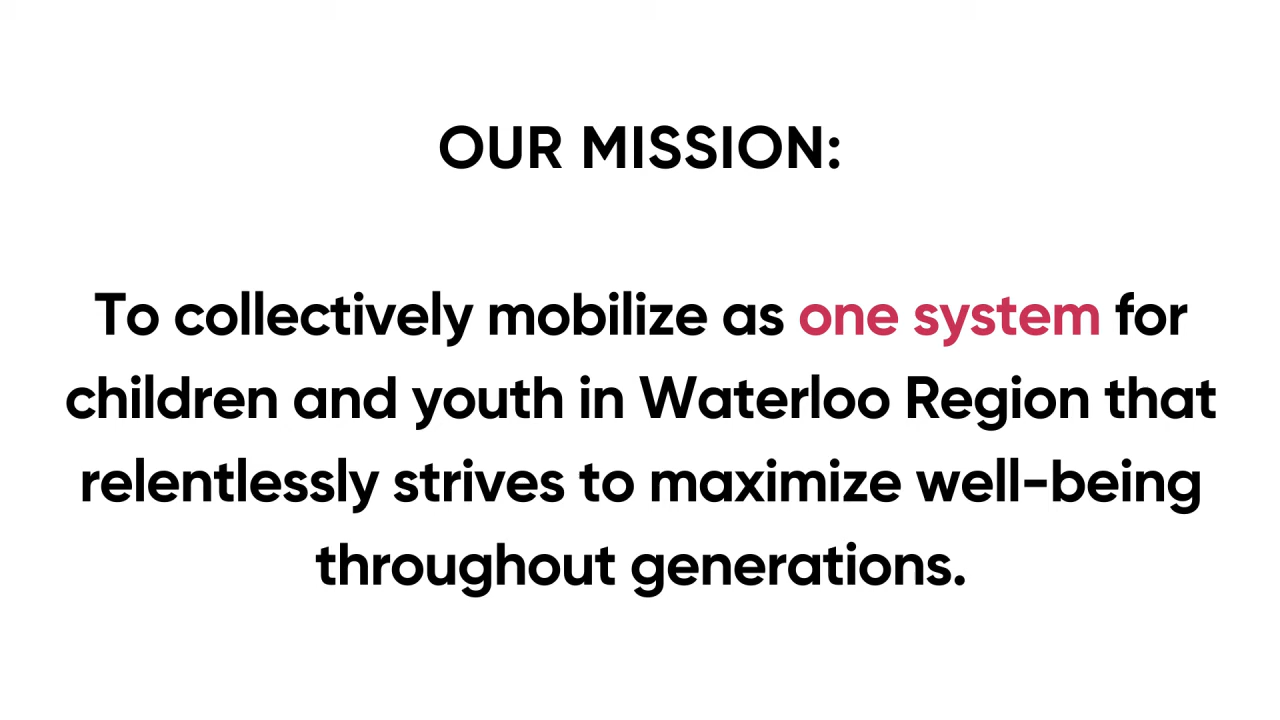 OUR MISSION:
To collectively mobilize as one system for
children and youth in Waterloo Region that
relentlessly strives to maximize well-being
throughout generations.